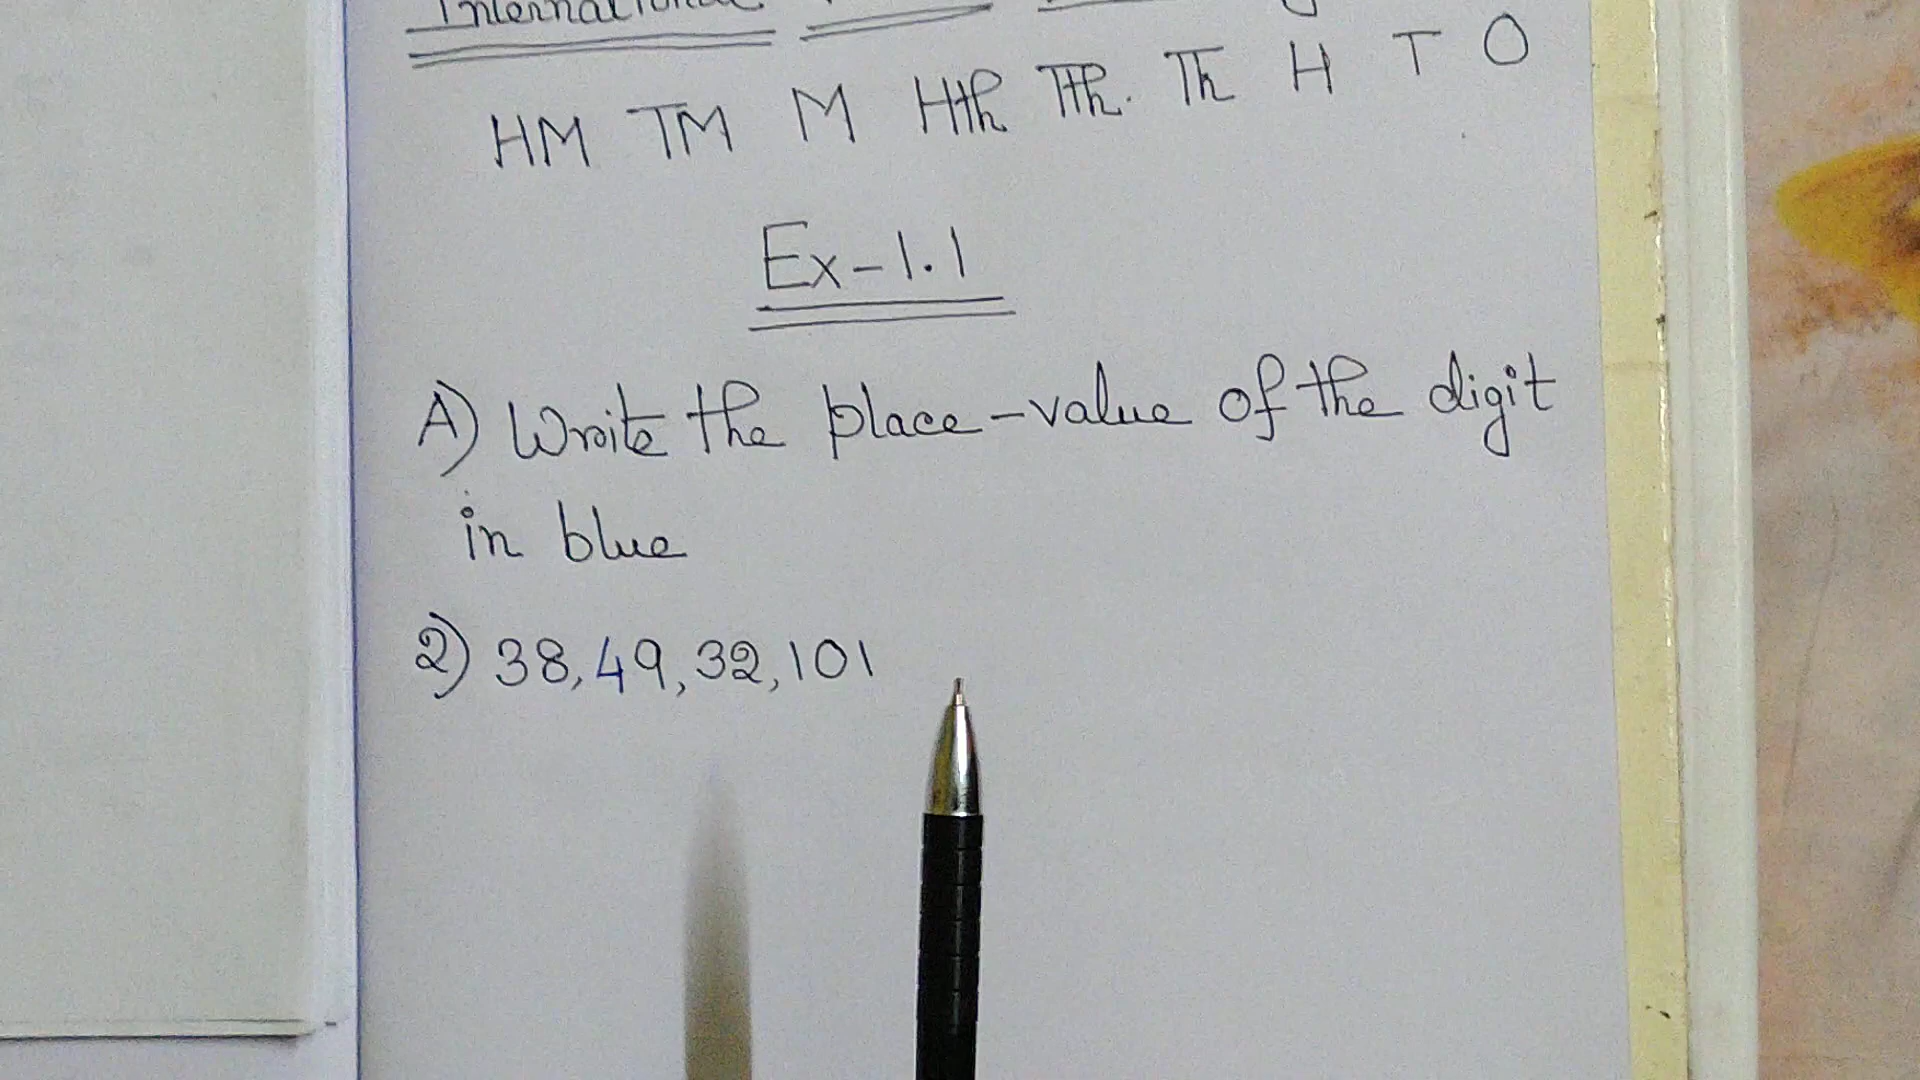 International
HM TM M Hth Tth. Th H T O
Ex-1.1
A) Write the place-value of the digit
in blue
2) 38,49,32,101